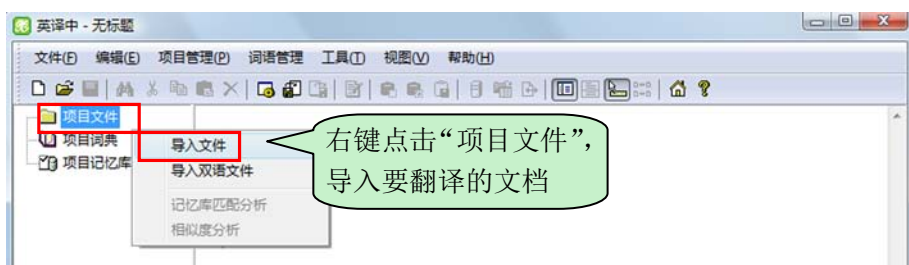 英译中 - 无标题
文件(F) 编辑(E) 项目管理(P) 词语管理 工具(T) 视图(V) 帮助(H)
项目文件
项目词典
项目记忆库
导入文件
导入双语文件
记忆库匹配分析
相似度分析
右键点击“项目文件”,
导入要翻译的文档